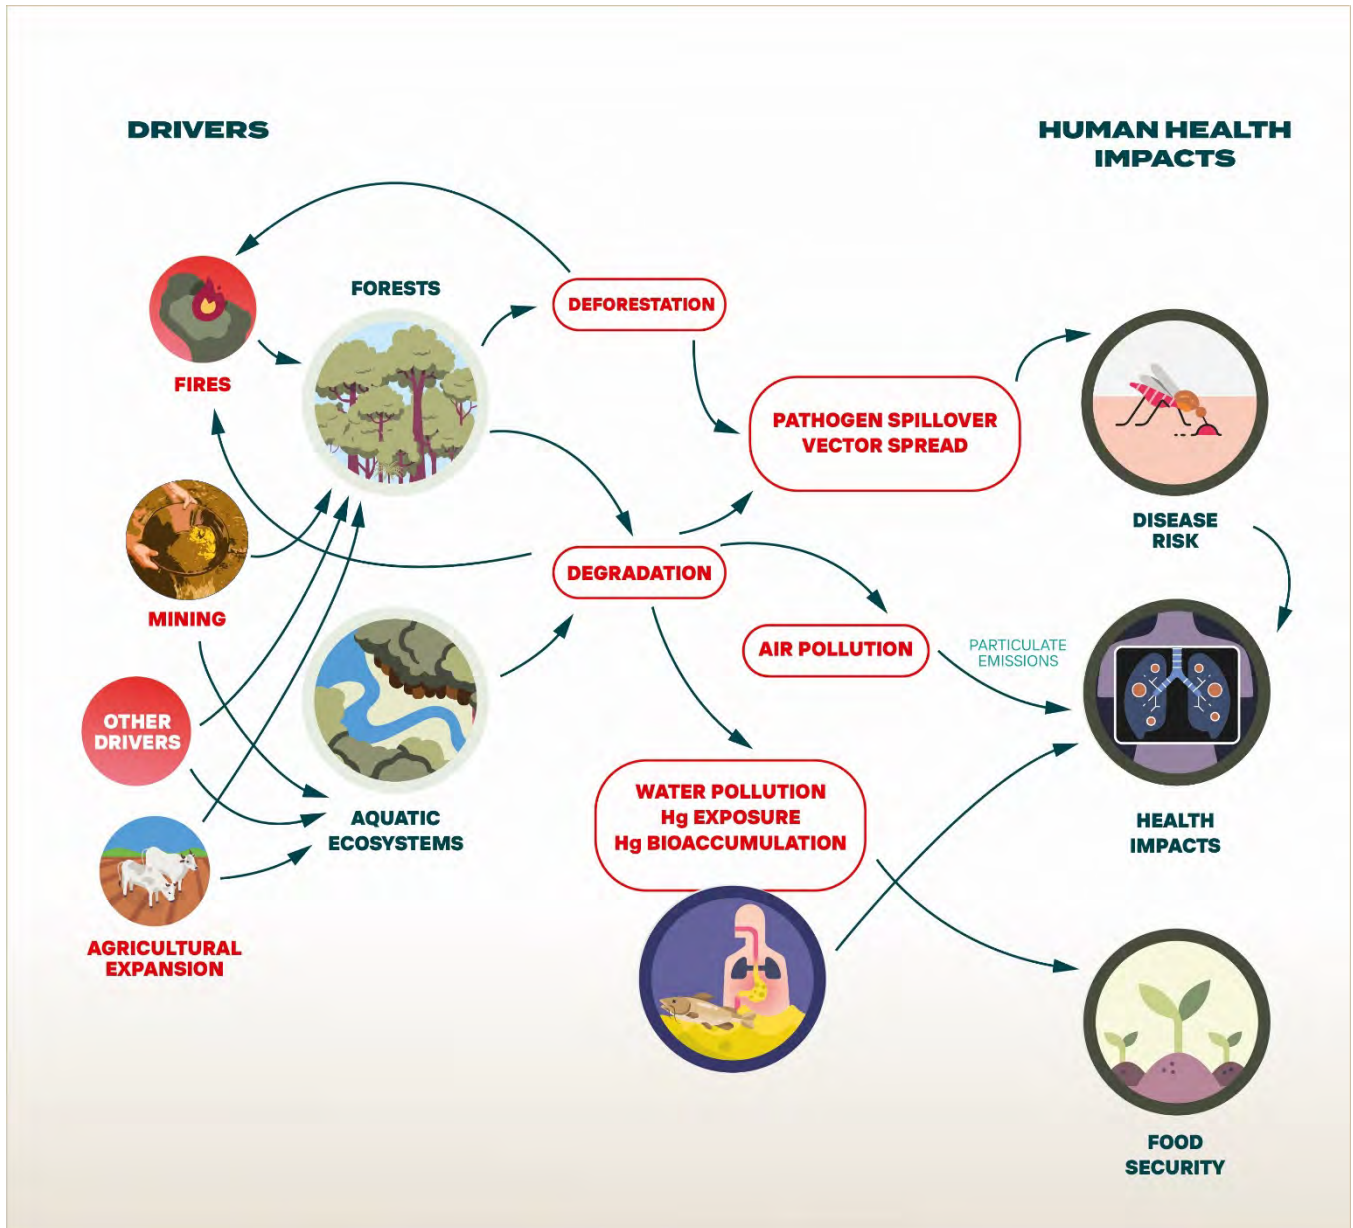 DRIVERS
HUMAN HEALTH
IMPACTS
FORESTS
DEFORESTATION
FIRES
PATHOGEN SPILLOVER
VECTOR SPREAD
DISEASE
RISK
DEGRADATION
MINING
AIR POLLUTION
PARTICULATE
EMISSIONS
OTHER
DRIVERS
WATER POLLUTION
Hg EXPOSURE
Hg BIOACCUMULATION
AQUATIC
ECOSYSTEMS
HEALTH
IMPACTS
AGRICULTURAL
EXPANSION
FOOD
SECURITY